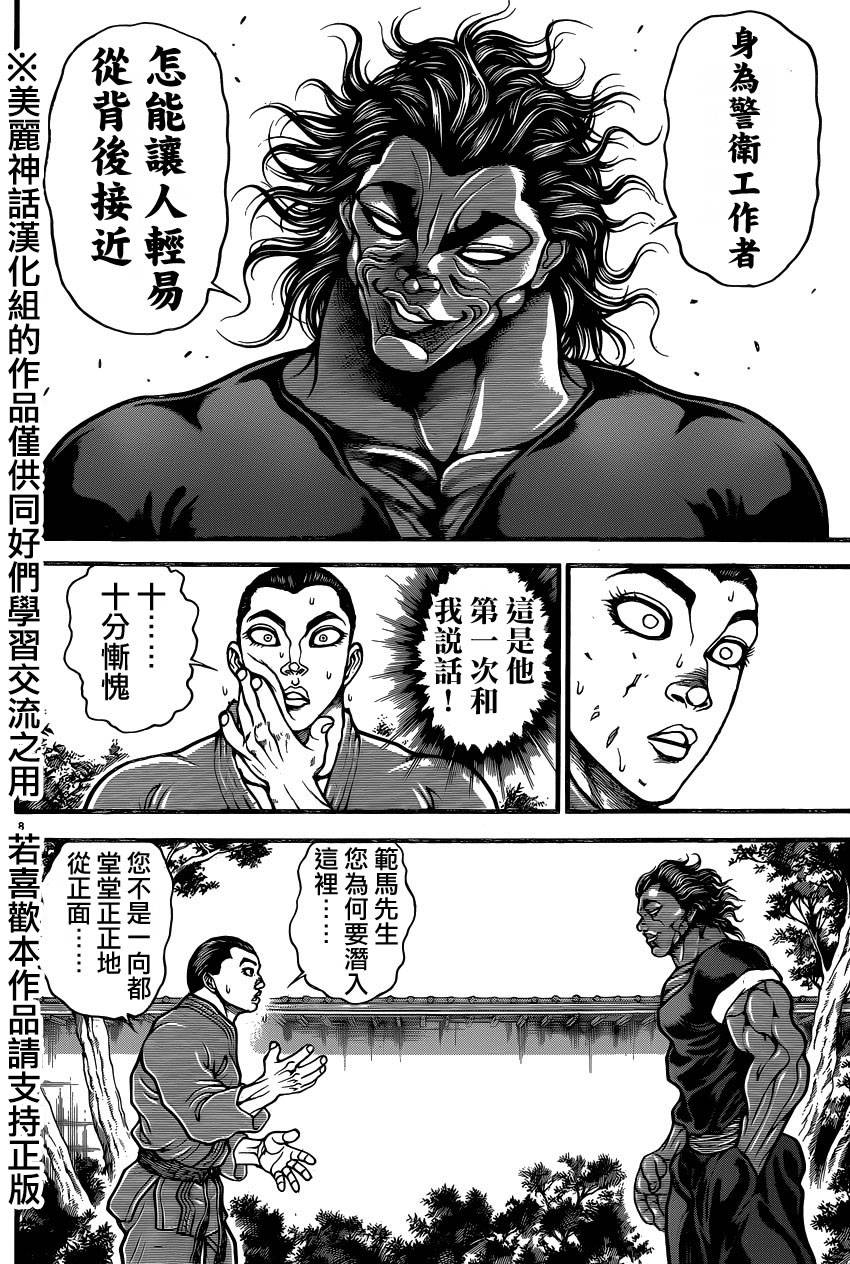 身為警衛工作者
怎能讓人輕易
從背後接近
這是他
第一次和
我説話！
十……
十分慚愧
範馬先生
您為何要潛入
這裡……
您不是一向都
堂堂正正地
從正面……
8
※美麗神話漢化組的作品僅供同好們學習交流之用
若喜歡本作品請支持正版